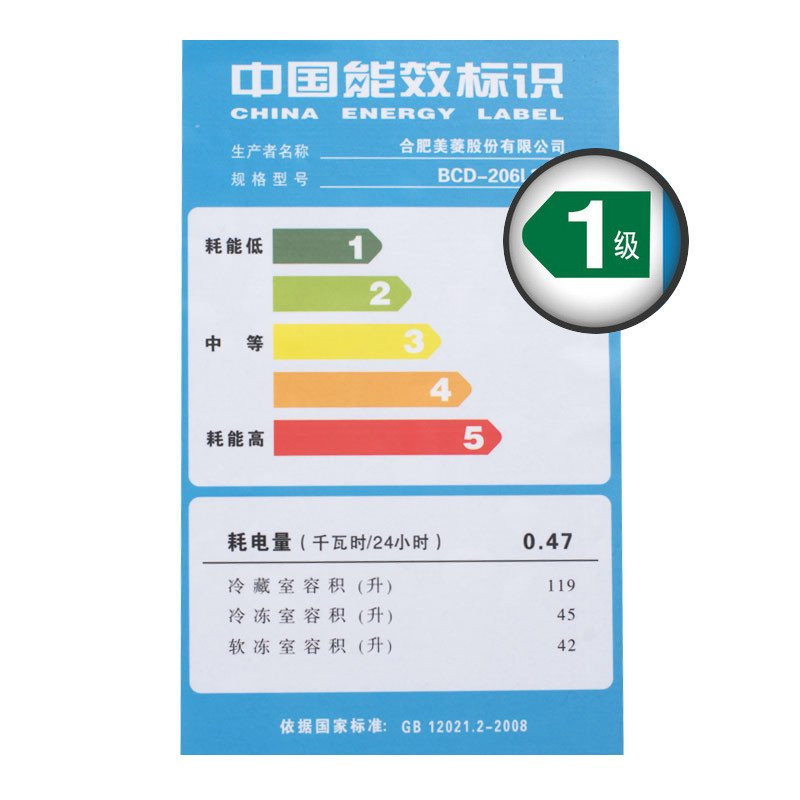 中国能效标识
CHINA ENERGY LABEL
生产者名称 合肥美菱股份有限公司
规格型号 BCD-206L
1级
耗能低 1
2
中 等 3
4
耗能高 5
耗电量(千瓦时/24小时) 0.47
冷藏室容积(升) 119
冷冻室容积(升) 45
软冻室容积(升) 42
依据国家标准: GB 12021.2-2008